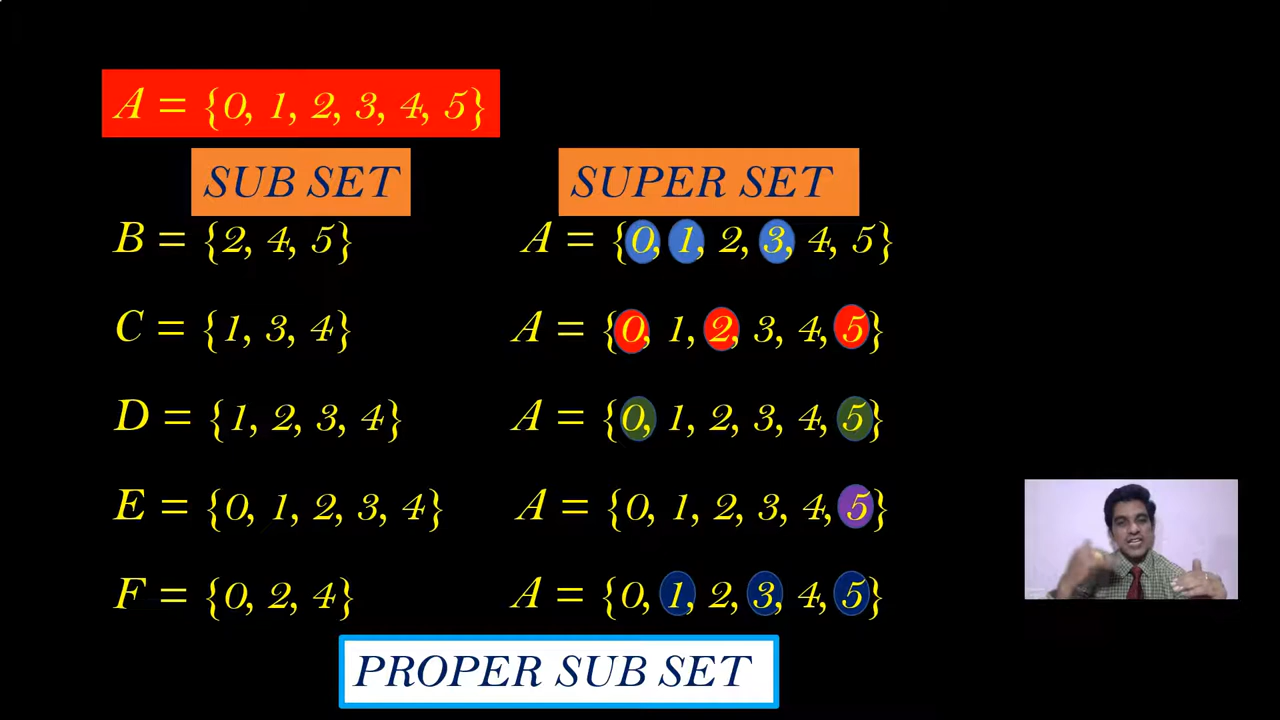 A = {0, 1, 2, 3, 4, 5}
SUB SET SUPER SET
B = {2, 4, 5} A = {0, 1, 2, 3, 4, 5}
C = {1, 3, 4} A = {0, 1, 2, 3, 4, 5}
D = {1, 2, 3, 4} A = {0, 1, 2, 3, 4, 5}
E = {0, 1, 2, 3, 4} A = {0, 1, 2, 3, 4, 5}
F = {0, 2, 4} A = {0, 1, 2, 3, 4, 5}
PROPER SUB SET